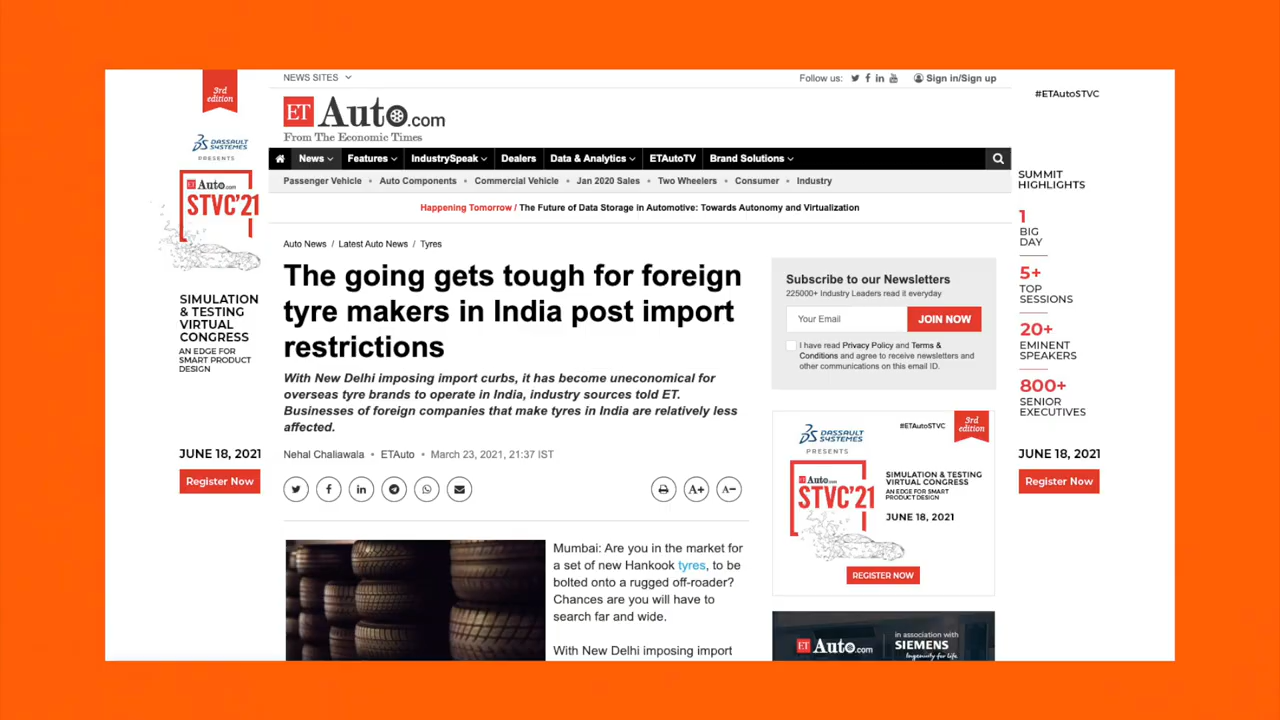 3rd
edition
DASSAULT
SYSTEMES
PRESENTS
ET Auto.com
STVC'21
SIMULATION
& TESTING
VIRTUAL
CONGRESS
AN EDGE FOR
SMART PRODUCT
DESIGN
JUNE 18, 2021
Register Now
NEWS SITES
Follow us:
Sign in/Sign up
ET Auto.com
From The Economic Times
News Features IndustrySpeak Dealers Data & Analytics ETAutoTV Brand Solutions
Passenger Vehicle • Auto Components • Commercial Vehicle • Jan 2020 Sales • Two Wheelers • Consumer • Industry
Happening Tomorrow / The Future of Data Storage in Automotive: Towards Autonomy and Virtualization
Auto News / Latest Auto News / Tyres
The going gets tough for foreign
tyre makers in India post import
restrictions
With New Delhi imposing import curbs, it has become uneconomical for
overseas tyre brands to operate in India, industry sources told ET.
Businesses of foreign companies that make tyres in India are relatively less
affected.
Nehal Chaliawala • ETAuto • March 23, 2021, 21:37 IST
A+ A−
Mumbai: Are you in the market for
a set of new Hankook tyres, to be
bolted onto a rugged off-roader?
Chances are you will have to
search far and wide.
With New Delhi imposing import
Subscribe to our Newsletters
225000+ Industry Leaders read it everyday
Your Email JOIN NOW
I have read Privacy Policy and Terms &
Conditions and agree to receive newsletters and
other communications on this email ID.
DASSAULT
SYSTEMES
PRESENTS
#ETAutoSTVC
3rd
edition
ET Auto.com
STVC'21
SIMULATION & TESTING
VIRTUAL CONGRESS
AN EDGE FOR SMART
PRODUCT DESIGN
JUNE 18, 2021
REGISTER NOW
ET Auto.com
in association with
SIEMENS
Ingenuity for life
#ETAutoSTVC
SUMMIT
HIGHLIGHTS
1
BIG
DAY
5+
TOP
SESSIONS
20+
EMINENT
SPEAKERS
800+
SENIOR
EXECUTIVES
JUNE 18, 2021
Register Now